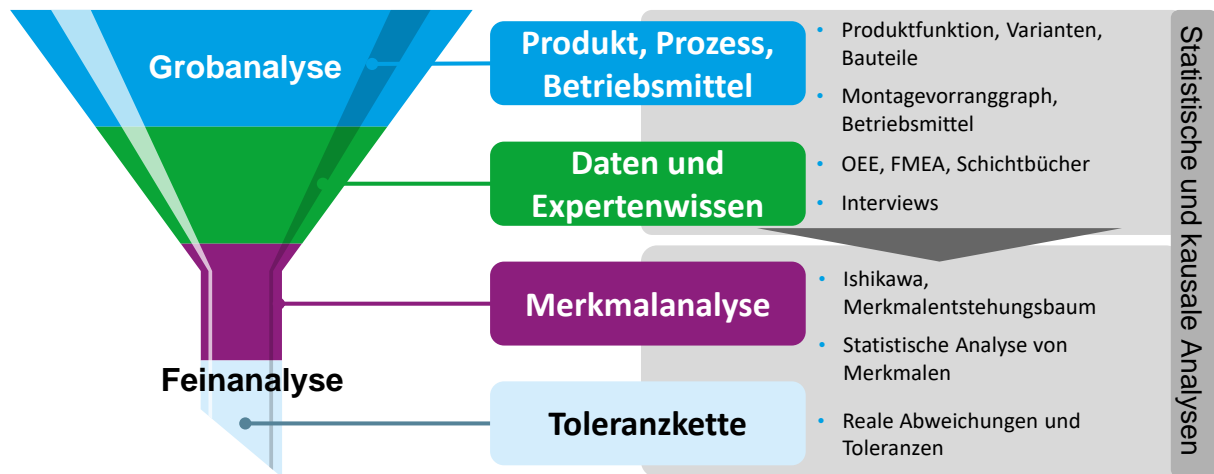 Grobanalyse
Produkt, Prozess,
Betriebsmittel
• Produktfunktion, Varianten,
Bauteile
• Montagevorranggraph,
Betriebsmittel
Daten und
Expertenwissen
• OEE, FMEA, Schichtbücher
• Interviews
Merkmalanalyse
• Ishikawa,
Merkmalentstehungsbaum
• Statistische Analyse von
Merkmalen
Feinanalyse
Toleranzkette
• Reale Abweichungen und
Toleranzen
Statistische und kausale Analysen